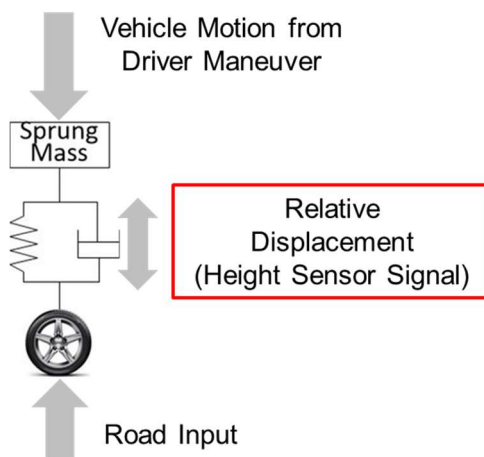 Vehicle Motion from
Driver Maneuver
Sprung
Mass
Relative
Displacement
(Height Sensor Signal)
Road Input